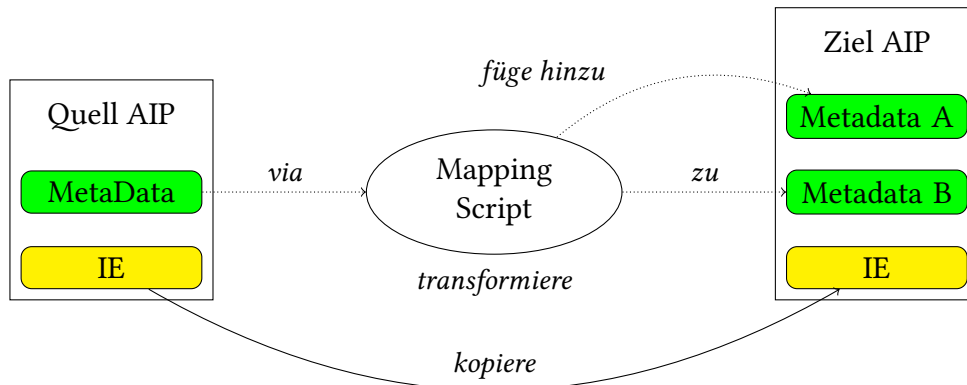 Ziel AIP
füge hinzu
Quell AIP
Metadata A
MetaData
via
Mapping
Script
zu
Metadata B
IE
transformiere
IE
kopiere